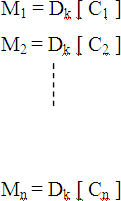 M₁ = Dₖ [ C₁ ]
M₂ = Dₖ [ C₂ ]
Mₙ = Dₖ [ Cₙ ]